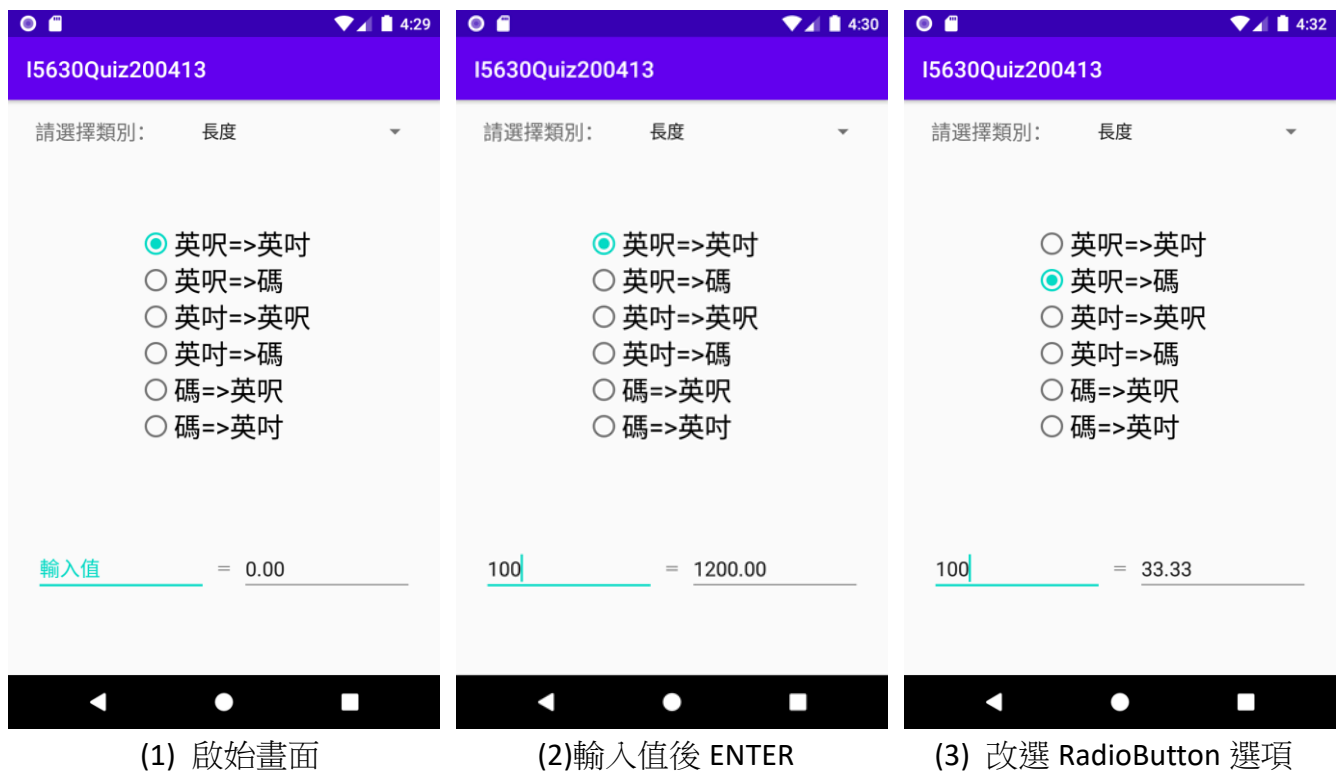 4:29
I5630Quiz200413
請選擇類別： 長度
英呎=>英吋
英呎=>碼
英吋=>英呎
英吋=>碼
碼=>英呎
碼=>英吋
輸入值 = 0.00
(1) 啟始畫面
4:30
I5630Quiz200413
請選擇類別： 長度
英呎=>英吋
英呎=>碼
英吋=>英呎
英吋=>碼
碼=>英呎
碼=>英吋
100 = 1200.00
(2)輸入值後 ENTER
4:32
I5630Quiz200413
請選擇類別： 長度
英呎=>英吋
英呎=>碼
英吋=>英呎
英吋=>碼
碼=>英呎
碼=>英吋
100 = 33.33
(3) 改選 RadioButton 選項